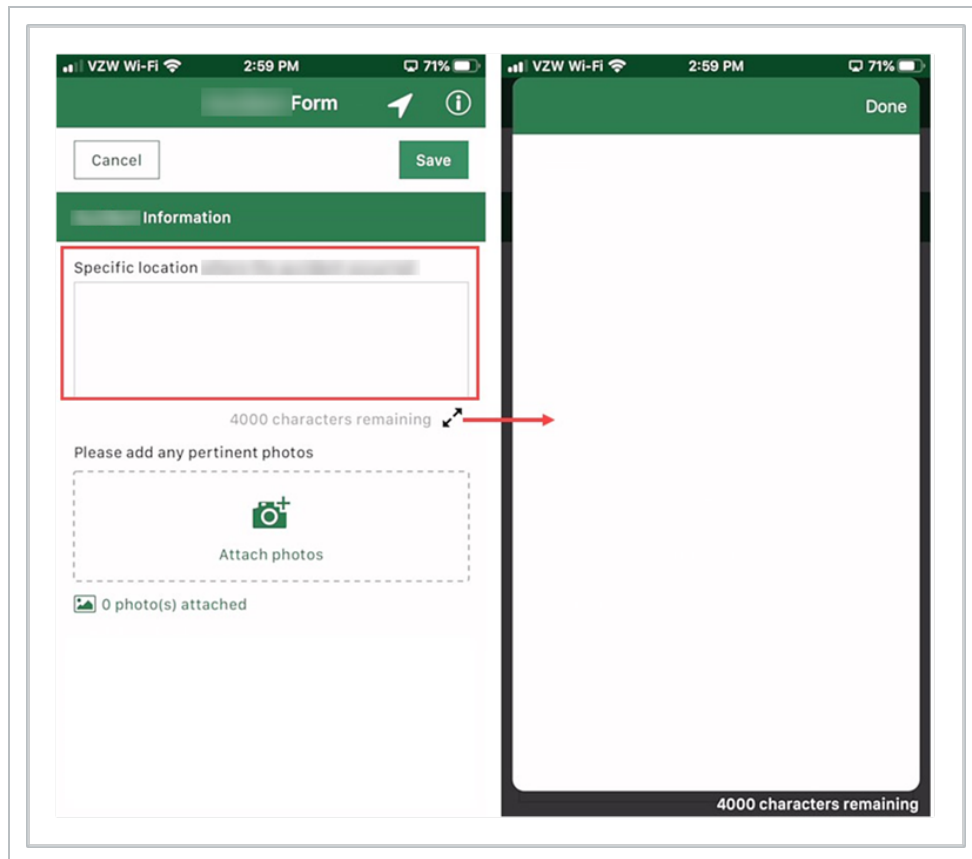 VZW Wi-Fi 2:59 PM 71%
Form
Cancel Save
Information
Specific location
4000 characters remaining
Please add any pertinent photos
Attach photos
0 photo(s) attached
VZW Wi-Fi 2:59 PM 71%
Done
4000 characters remaining